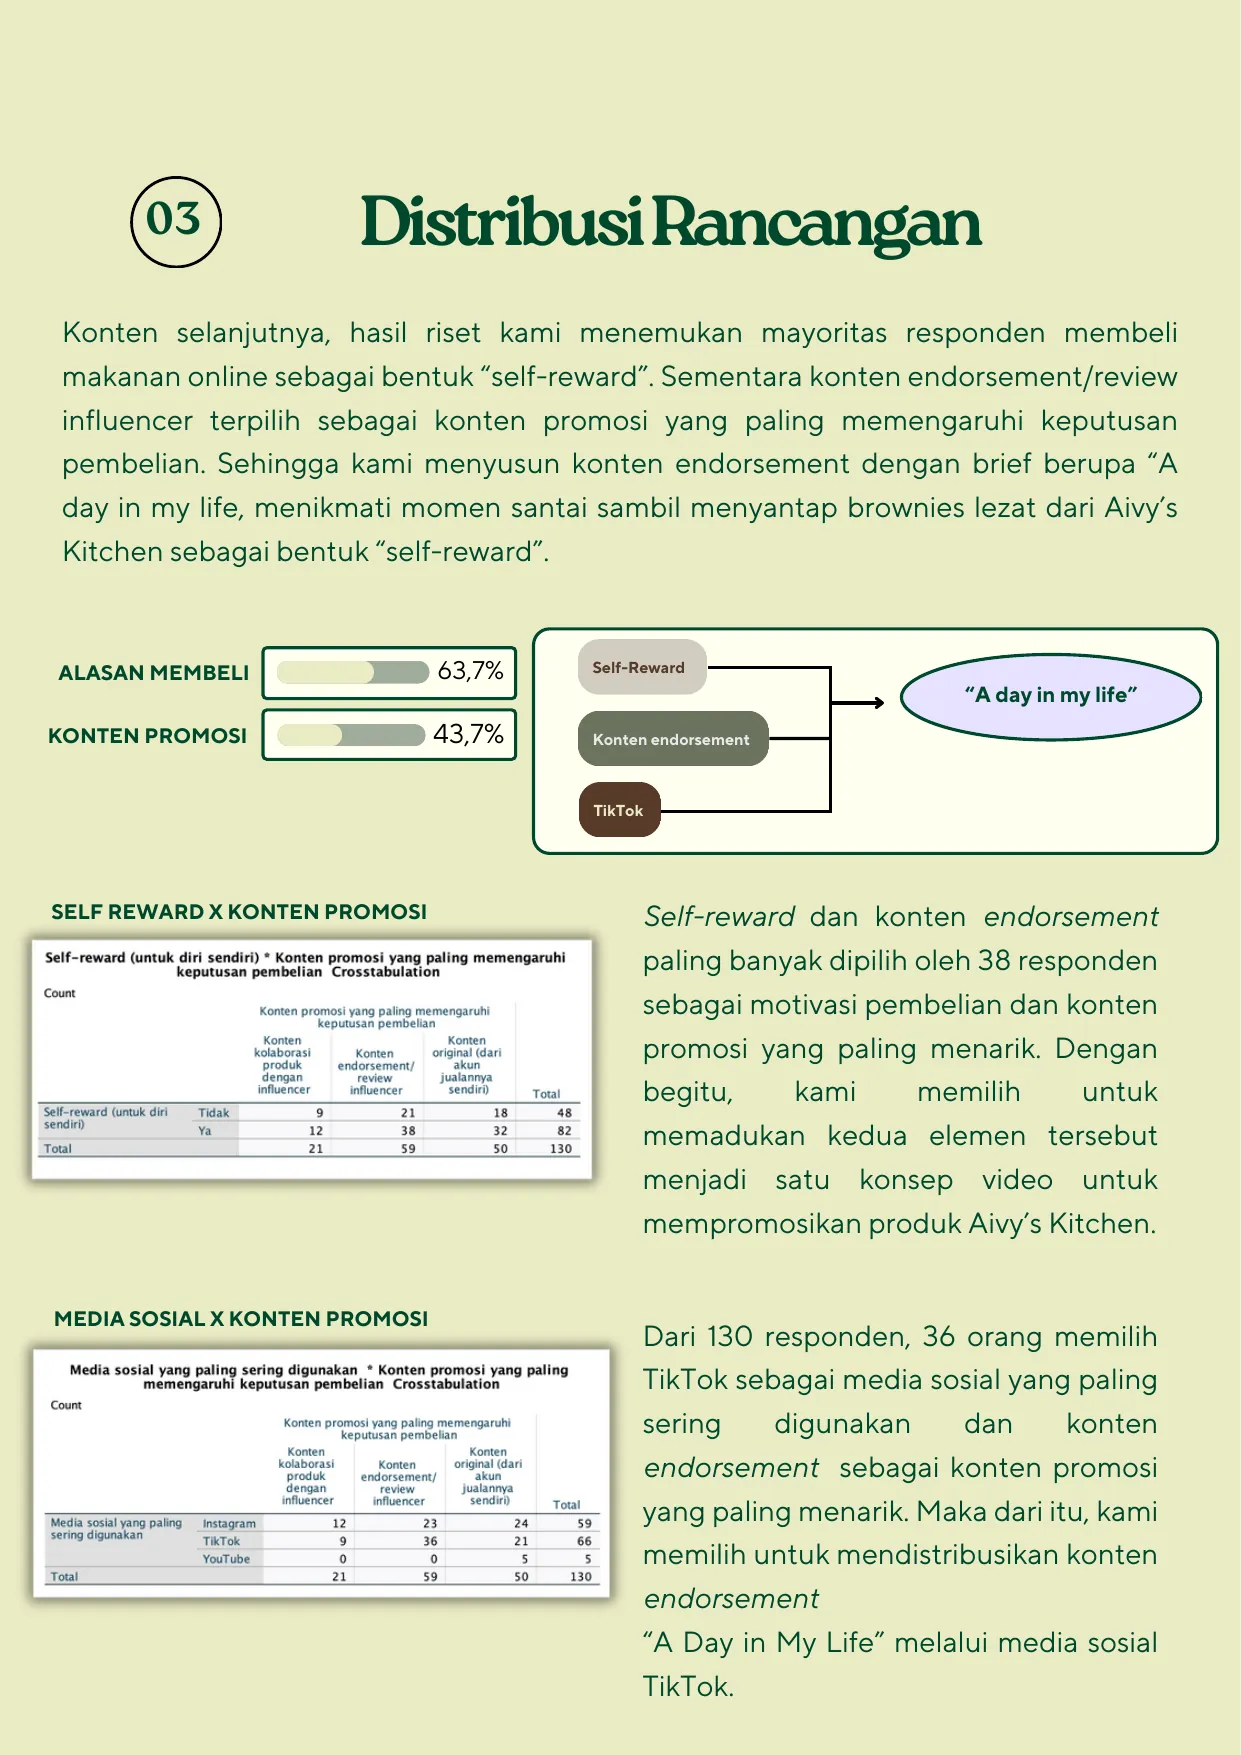 03
Distribusi Rancangan
Konten selanjutnya, hasil riset kami menemukan mayoritas responden membeli
makanan online sebagai bentuk “self-reward”. Sementara konten endorsement/review
influencer terpilih sebagai konten promosi yang paling memengaruhi keputusan
pembelian. Sehingga kami menyusun konten endorsement dengan brief berupa “A
day in my life, menikmati momen santai sambil menyantap brownies lezat dari Aivy’s
Kitchen sebagai bentuk “self-reward”.
ALASAN MEMBELI 63,7%
KONTEN PROMOSI 43,7%
Self-Reward
Konten endorsement
TikTok
“A day in my life”
SELF REWARD X KONTEN PROMOSI
Self-reward (untuk diri sendiri) * Konten promosi yang paling memengaruhi
keputusan pembelian Crosstabulation
Count
Konten promosi yang paling memengaruhi
keputusan pembelian
Konten
kolaborasi
produk
dengan
influencer
Konten
endorsement/
review
influencer
Konten
original (dari
akun
jualannya
sendiri)
Total
Self-reward (untuk diri
sendiri)
Tidak 9 21 18 48
Ya 12 38 32 82
Total 21 59 50 130
Self-reward dan konten endorsement
paling banyak dipilih oleh 38 responden
sebagai motivasi pembelian dan konten
promosi yang paling menarik. Dengan
begitu, kami memilih untuk
memadukan kedua elemen tersebut
menjadi satu konsep video untuk
mempromosikan produk Aivy’s Kitchen.
MEDIA SOSIAL X KONTEN PROMOSI
Media sosial yang paling sering digunakan * Konten promosi yang paling
memengaruhi keputusan pembelian Crosstabulation
Count
Konten promosi yang paling memengaruhi
keputusan pembelian
Konten
kolaborasi
produk
dengan
influencer
Konten
endorsement/
review
influencer
Konten
original (dari
akun
jualannya
sendiri)
Total
Media sosial yang paling
sering digunakan
Instagram 12 23 24 59
TikTok 9 36 21 66
YouTube 0 0 5 5
Total 21 59 50 130
Dari 130 responden, 36 orang memilih
TikTok sebagai media sosial yang paling
sering digunakan dan konten
endorsement sebagai konten promosi
yang paling menarik. Maka dari itu, kami
memilih untuk mendistribusikan konten
endorsement
“A Day in My Life” melalui media sosial
TikTok.